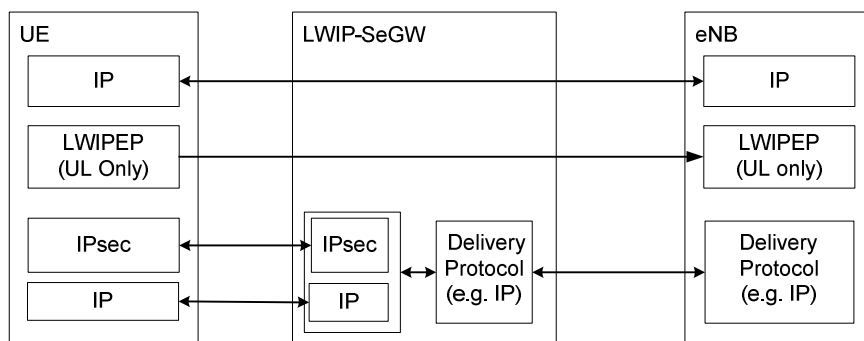 UE
LWIP-SeGW
eNB
IP
IP
LWIPEP
(UL Only)
LWIPEP
(UL only)
IPsec
IPsec
Delivery
Protocol
(e.g. IP)
Delivery
Protocol
(e.g. IP)
IP
IP